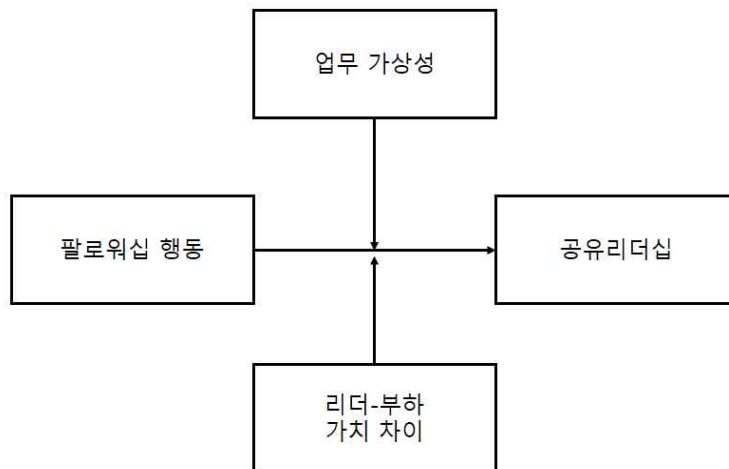 업무 가상성
팔로워십 행동
공유리더십
리더-부하
가치 차이